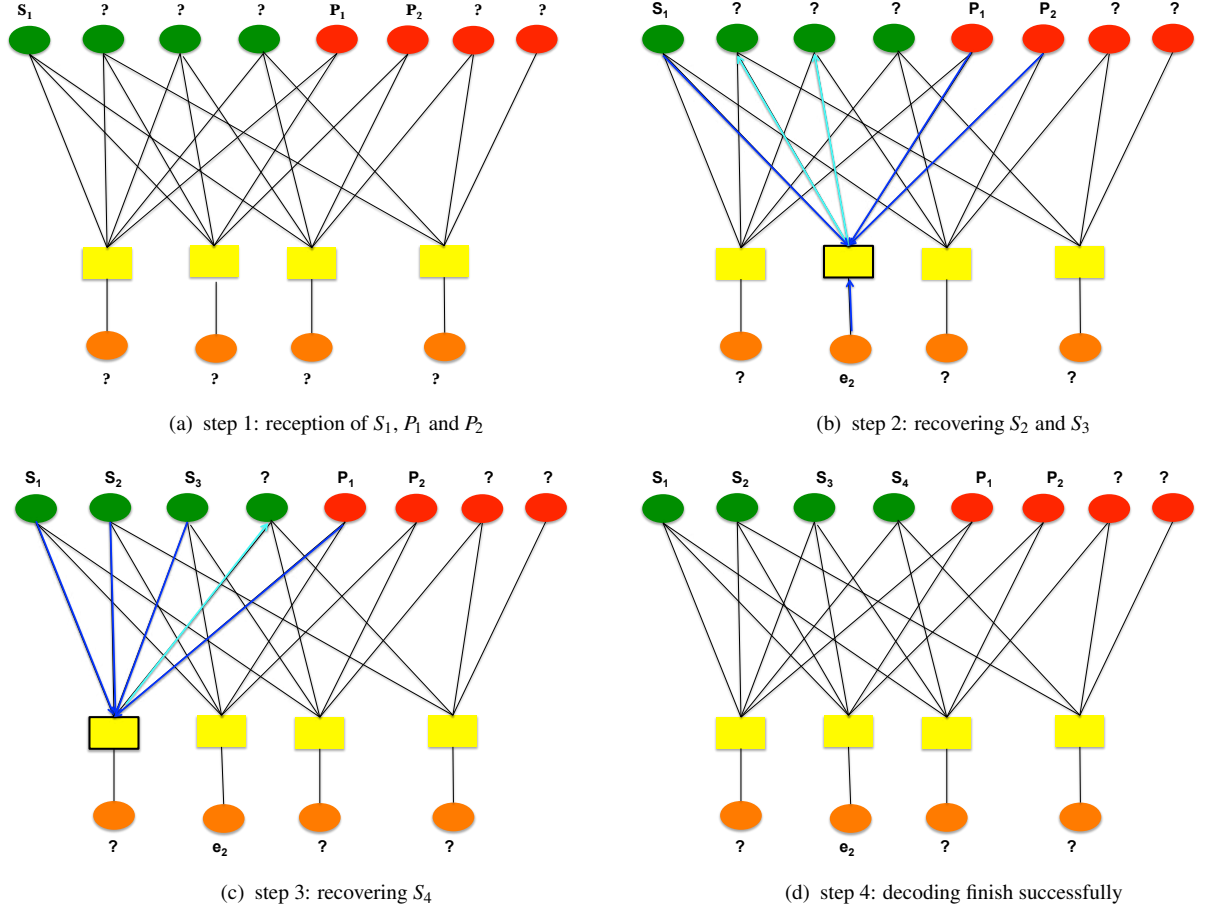 S1 ? ? ? P1 P2 ? ?
? ? ? ?
(a) step 1: reception of S1, P1 and P2
S1 ? ? ? P1 P2 ? ?
? e2 ? ?
(b) step 2: recovering S2 and S3
S1 S2 S3 ? P1 P2 ? ?
? e2 ? ?
(c) step 3: recovering S4
S1 S2 S3 S4 P1 P2 ? ?
? e2 ? ?
(d) step 4: decoding finish successfully